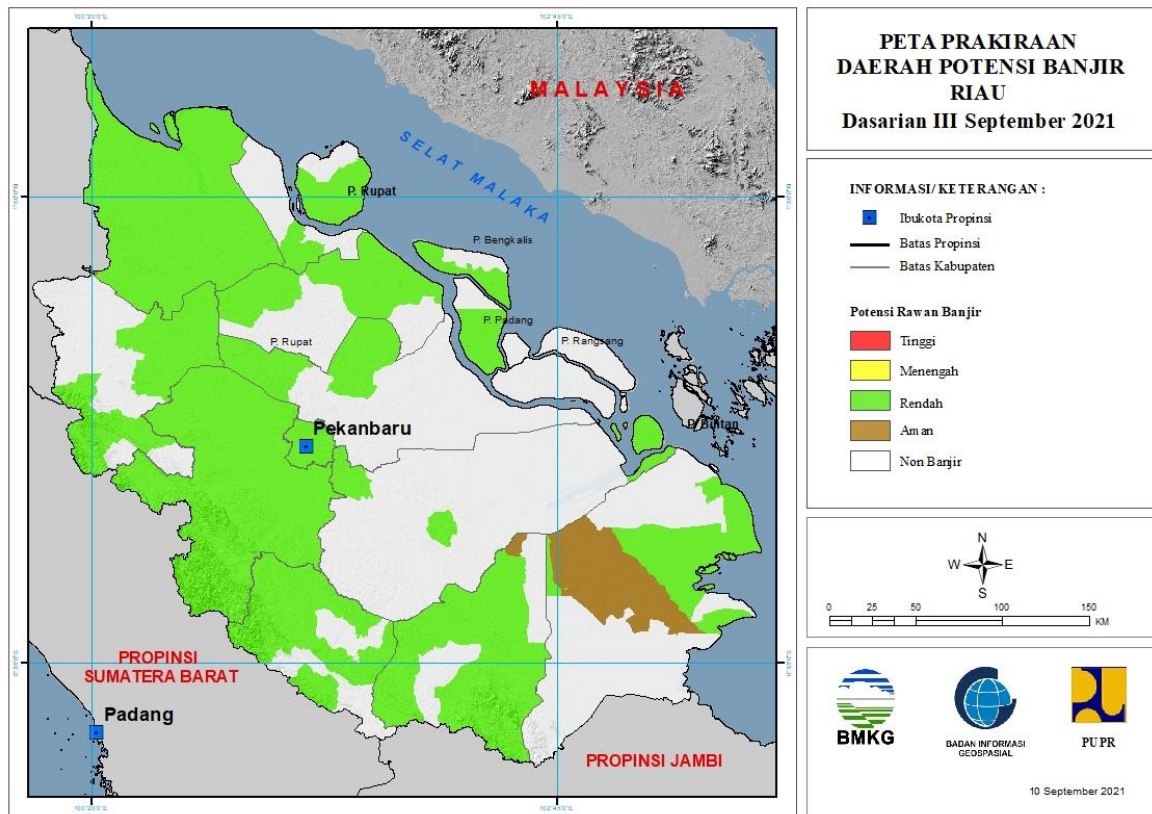 PETA PRAKIRAAN
DAERAH POTENSI BANJIR
RIAU
Dasarian III September 2021
INFORMASI/KETERANGAN :
Ibukota Propinsi
Batas Propinsi
Batas Kabupaten
Potensi Rawan Banjir
Tinggi
Menengah
Rendah
Aman
Non Banjir
N
W E
S
0 25 50 100 150
KM
BMKG
BADAN INFORMASI
GEOSPASIAL
PUPR
10 September 2021
MALAYSIA
SELAT MALAKA
P. Rupat
P. Bengkalis
P. Padang
P. Rangsang
P. Rupat
Pekanbaru
P. Bintan
PROPINSI
SUMATERA BARAT
Padang
PROPINSI JAMBI